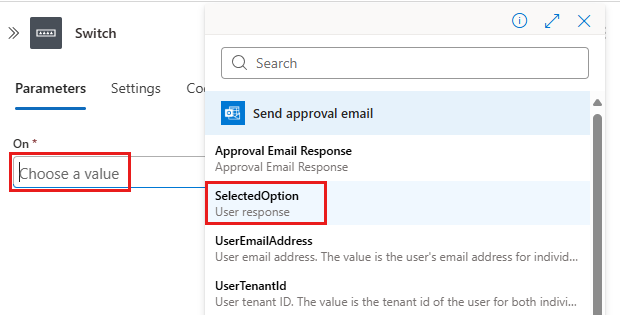 Switch
Parameters
Settings
Co
On *
Choose a value
Search
Send approval email
Approval Email Response
Approval Email Response
SelectedOption
User response
UserEmailAddress
User email address. The value is the user's email address for individ...
UserTenantId
User tenant ID. The value is the tenant id of the user for both indivi...